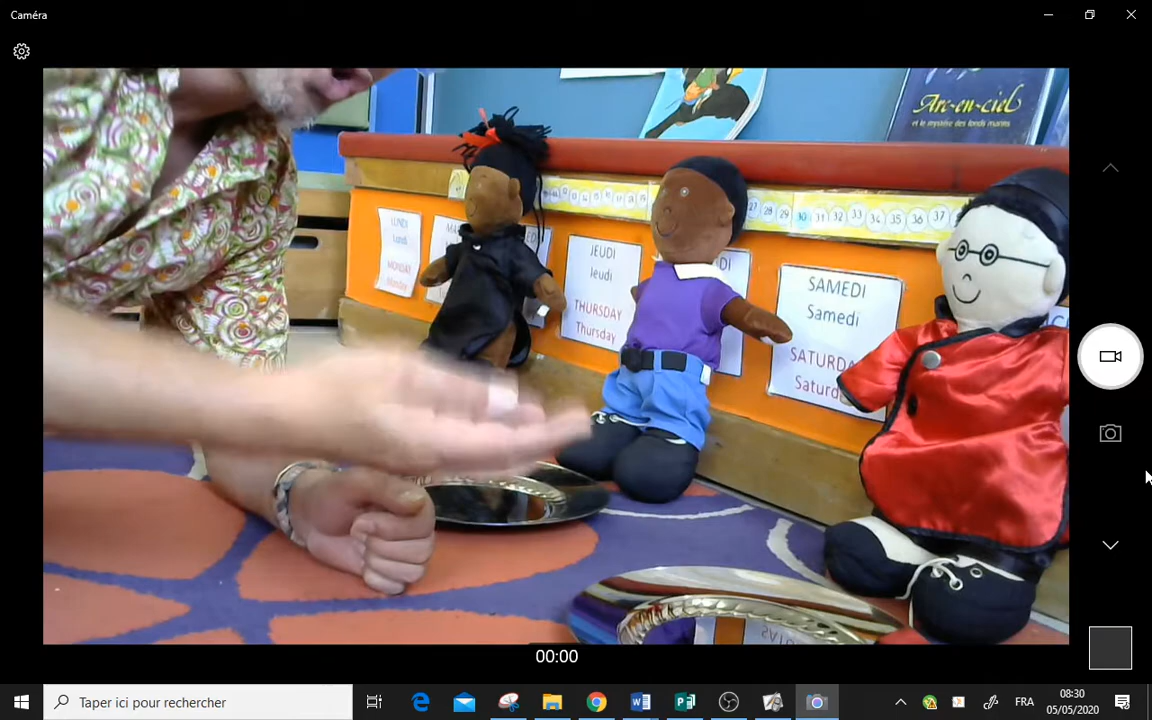 Caméra
Arc-en-ciel
et le mystère des fonds marins
27 28 29 30 31 32 33 34 35 36 37
LUNDI
Lundi
MONDAY
Monday
JEUDI
Jeudi
THURSDAY
Thursday
SAMEDI
Samedi
SATURDA
Saturd
00:00
Taper ici pour rechercher
FRA
08:30
05/05/2020